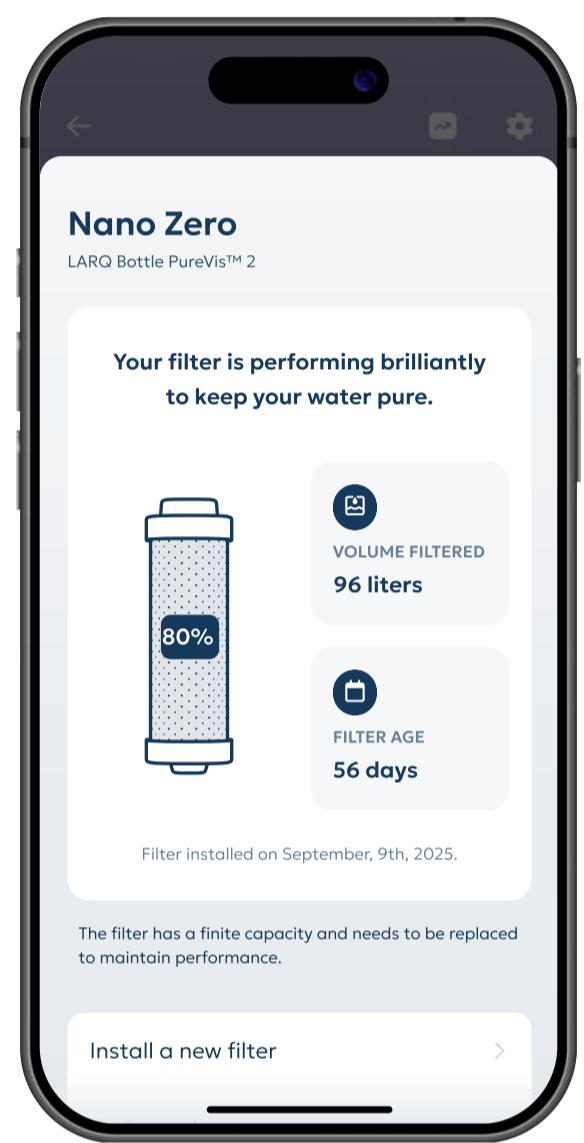 Nano Zero
LARQ Bottle PureVis™ 2
Your filter is performing brilliantly
to keep your water pure.
80%
VOLUME FILTERED
96 liters
FILTER AGE
56 days
Filter installed on September, 9th, 2025.
The filter has a finite capacity and needs to be replaced
to maintain performance.
Install a new filter